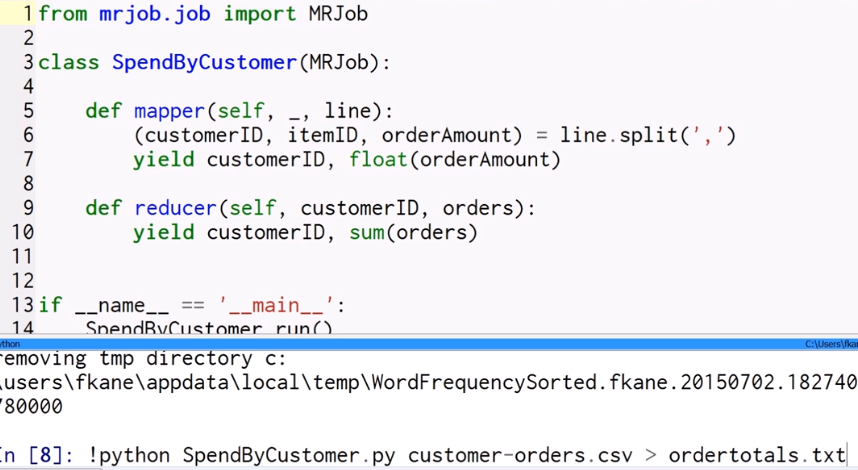 1 from mrjob.job import MRJob
2
3 class SpendByCustomer(MRJob):
4
5     def mapper(self, _, line):
6         (customerID, itemID, orderAmount) = line.split(',')
7         yield customerID, float(orderAmount)
8
9     def reducer(self, customerID, orders):
10         yield customerID, sum(orders)
11
12
13 if __name__ == '__main__':
14     SpendByCustomer.run()
ython C:\Users\fka
removing tmp directory c:
\users\fkane\appdata\local\temp\WordFrequencySorted.fkane.20150702.182740
780000
In [8]: !python SpendByCustomer.py customer-orders.csv > ordertotals.txt